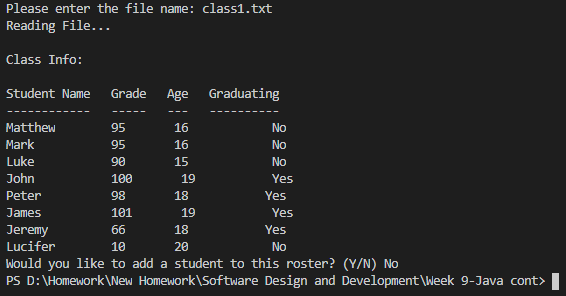 Please enter the file name: class1.txt
Reading File...
Class Info:
Student Name   Grade   Age   Graduating
------------   -----   ---   ----------
Matthew        95       16            No
Mark           95       16            No
Luke           90       15            No
John           100       19           Yes
Peter          98       18           Yes
James          101       19           Yes
Jeremy         66       18           Yes
Lucifer        10       20            No
Would you like to add a student to this roster? (Y/N) No
PS D:\Homework\New Homework\Software Design and Development\Week 9-Java cont>